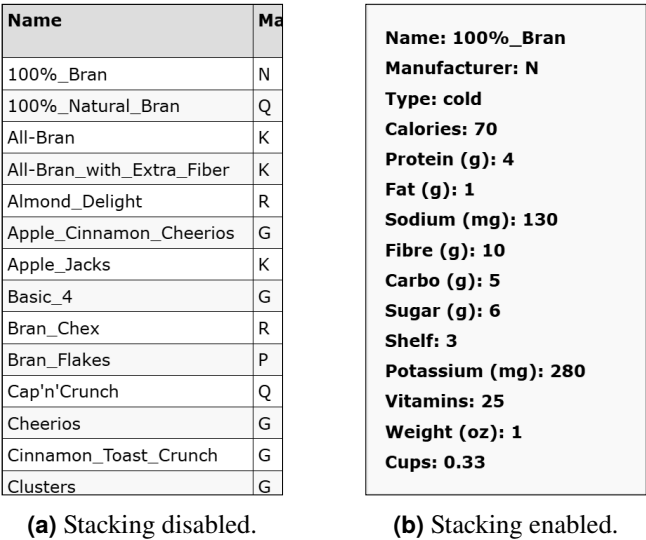 Name Ma
100%_Bran N
100%_Natural_Bran Q
All-Bran K
All-Bran_with_Extra_Fiber K
Almond_Delight R
Apple_Cinnamon_Cheerios G
Apple_Jacks K
Basic_4 G
Bran_Chex R
Bran_Flakes P
Cap'n'Crunch Q
Cheerios G
Cinnamon_Toast_Crunch G
Clusters G
(a) Stacking disabled.
Name: 100%_Bran
Manufacturer: N
Type: cold
Calories: 70
Protein (g): 4
Fat (g): 1
Sodium (mg): 130
Fibre (g): 10
Carbo (g): 5
Sugar (g): 6
Shelf: 3
Potassium (mg): 280
Vitamins: 25
Weight (oz): 1
Cups: 0.33
(b) Stacking enabled.